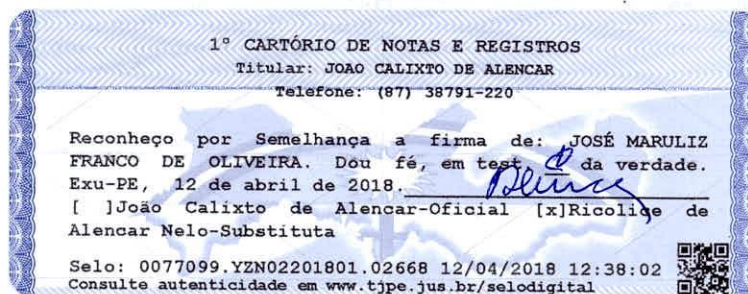 1º CARTÓRIO DE NOTAS E REGISTROS
Titular: JOAO CALIXTO DE ALENCAR
Telefone: (87) 38791-220
Reconheço por Semelhança a firma de: JOSÉ MARULIZ
FRANCO DE OLIVEIRA. Dou fé, em test. da verdade.
Exu-PE, 12 de abril de 2018.
[ ]João Calixto de Alencar-Oficial [x]Ricolige de
Alencar Nelo-Substituta
Selo: 0077099.YZN02201801.02668 12/04/2018 12:38:02
Consulte autenticidade em www.tjpe.jus.br/selodigital